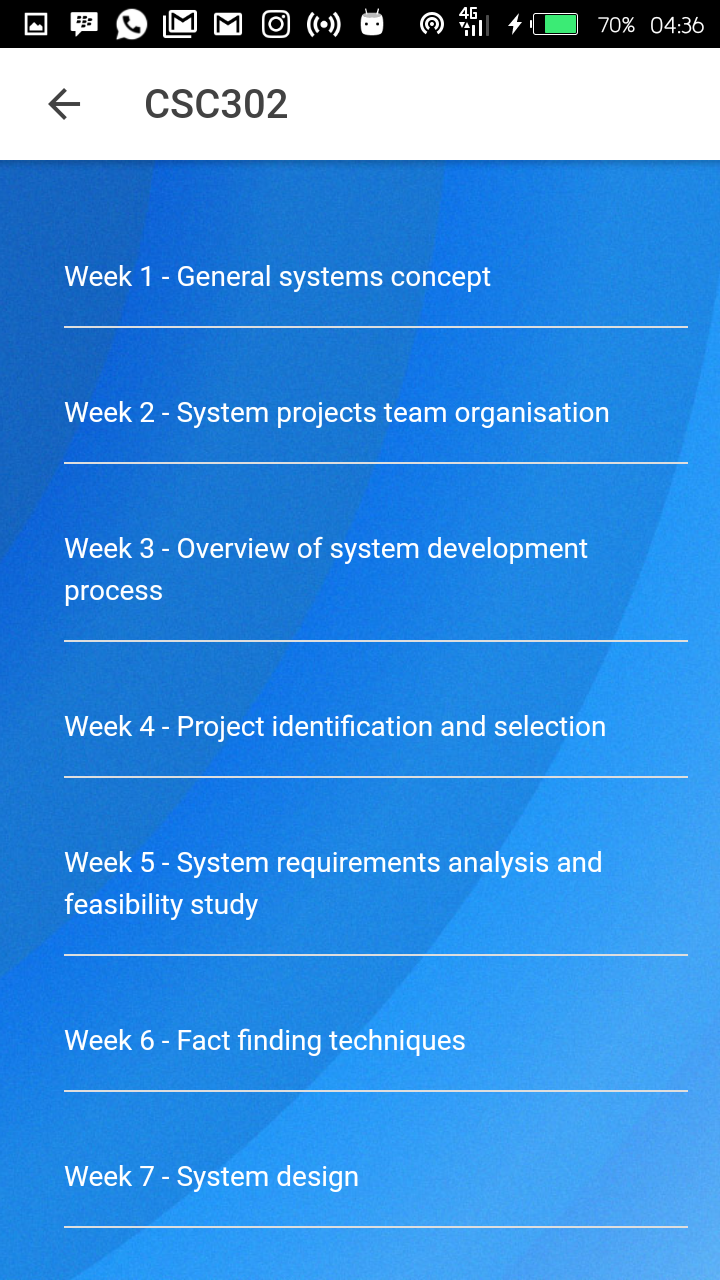 4G 70% 04:36
CSC302
Week 1 - General systems concept
Week 2 - System projects team organisation
Week 3 - Overview of system development
process
Week 4 - Project identification and selection
Week 5 - System requirements analysis and
feasibility study
Week 6 - Fact finding techniques
Week 7 - System design